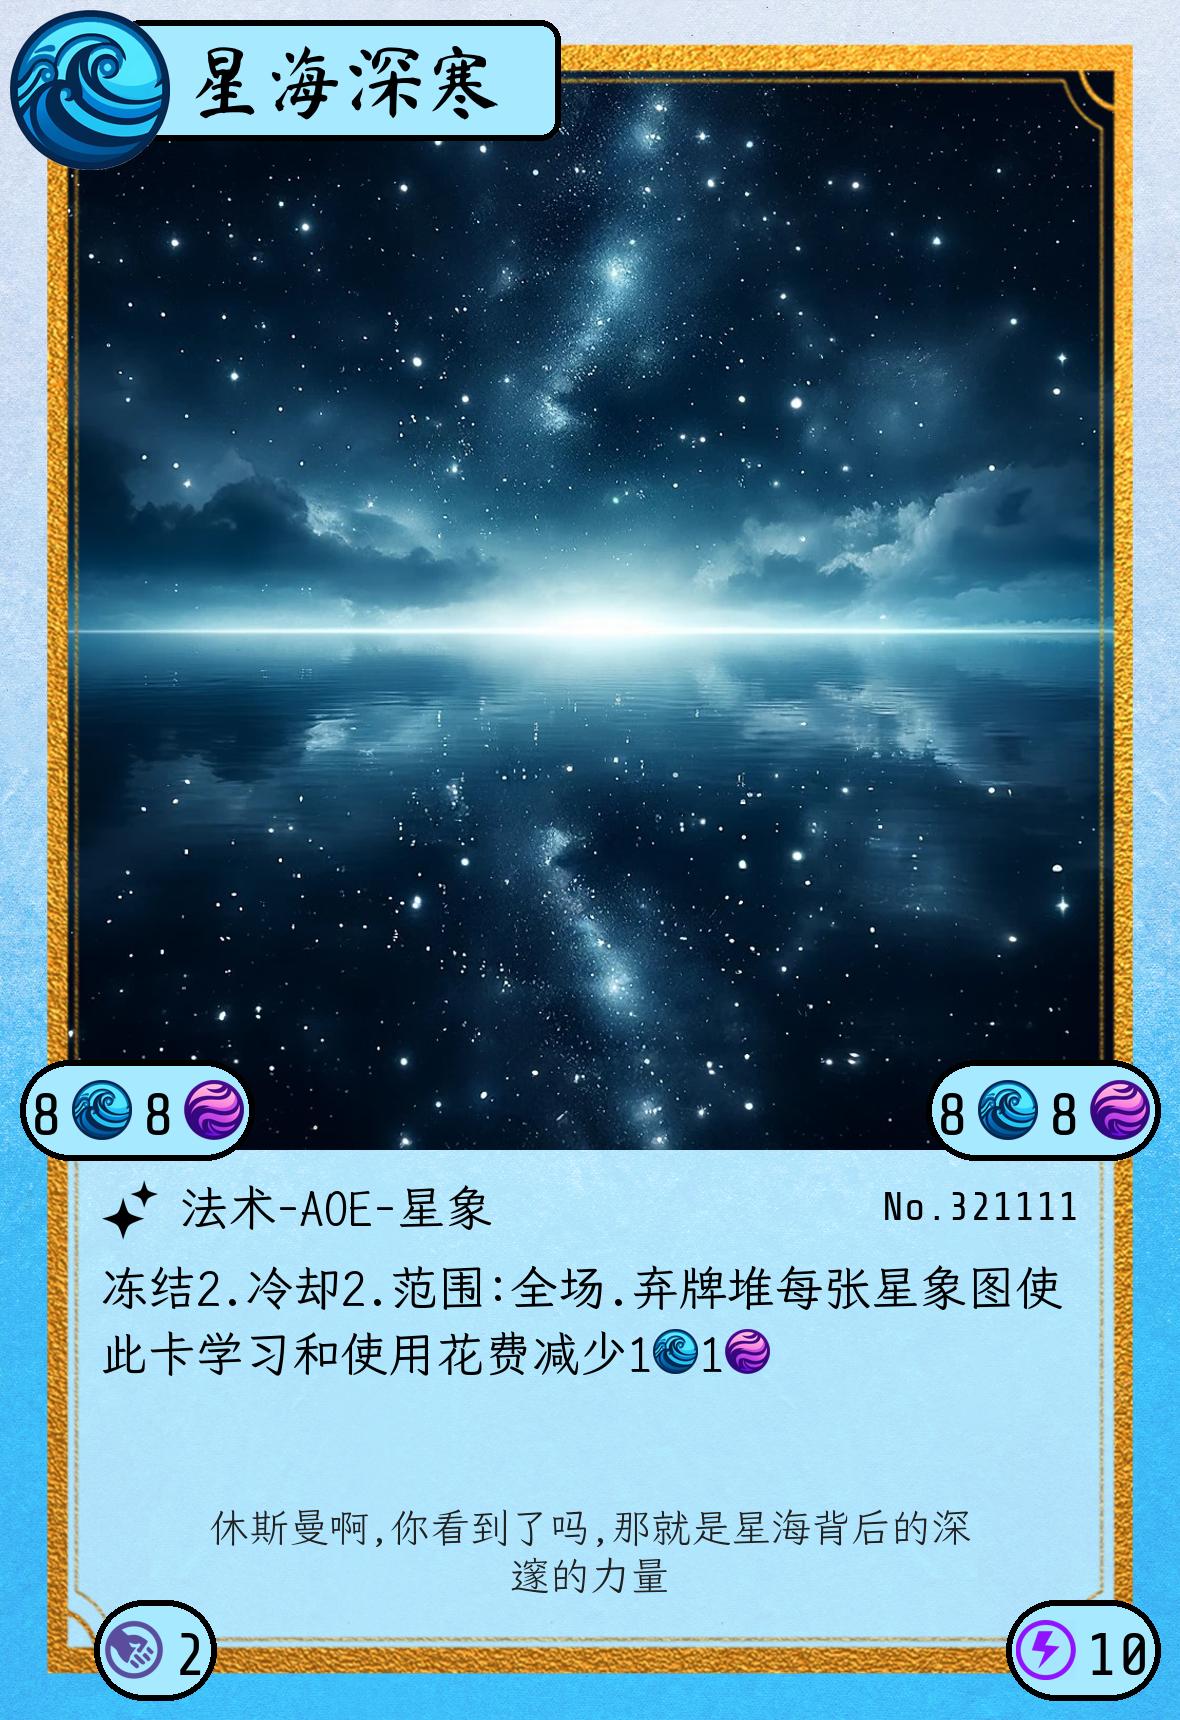 星海深寒
8 8
8 8
法术-AOE-星象
No.321111
冻结2.冷却2.范围:全场.弃牌堆每张星象图使
此卡学习和使用花费减少1 1
休斯曼啊,你看到了吗,那就是星海背后的深
邃的力量
2
10